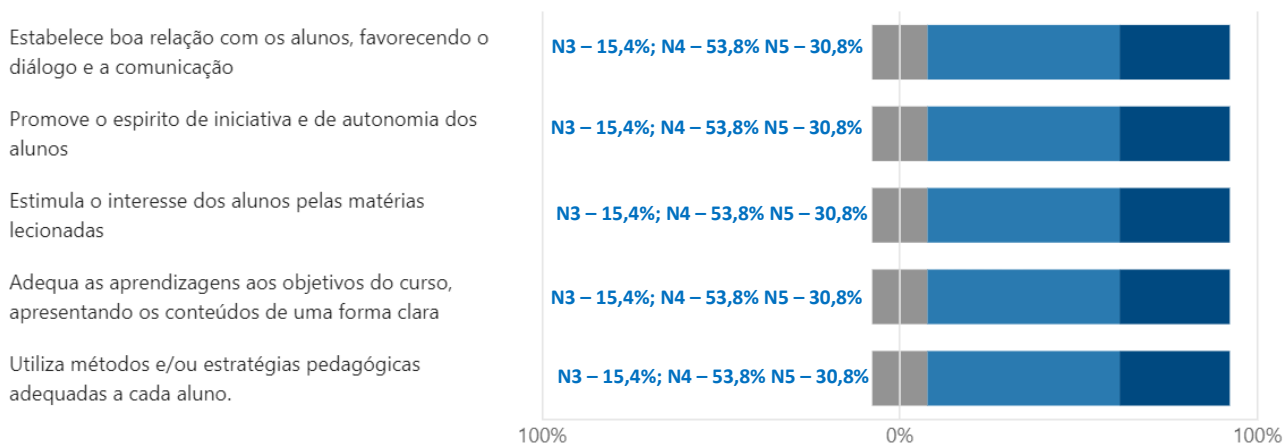 Estabelece boa relação com os alunos, favorecendo o
diálogo e a comunicação
N3 – 15,4%; N4 – 53,8% N5 – 30,8%
Promove o espirito de iniciativa e de autonomia dos
alunos
N3 – 15,4%; N4 – 53,8% N5 – 30,8%
Estimula o interesse dos alunos pelas matérias
lecionadas
N3 – 15,4%; N4 – 53,8% N5 – 30,8%
Adequa as aprendizagens aos objetivos do curso,
apresentando os conteúdos de uma forma clara
N3 – 15,4%; N4 – 53,8% N5 – 30,8%
Utiliza métodos e/ou estratégias pedagógicas
adequadas a cada aluno.
N3 – 15,4%; N4 – 53,8% N5 – 30,8%
100% 0% 100%